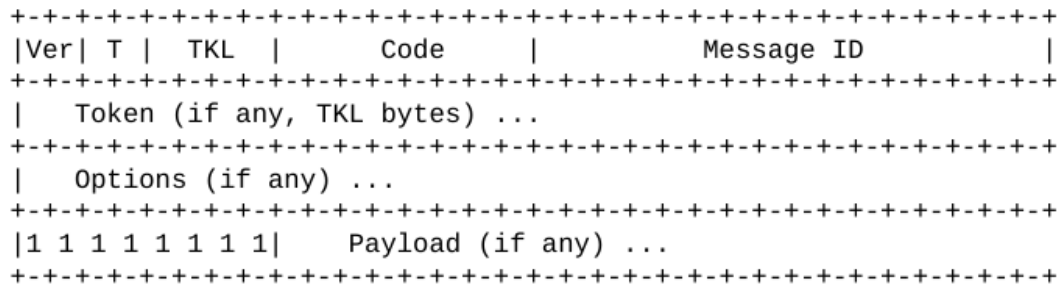 +-+-+-+-+-+-+-+-+-+-+-+-+-+-+-+-+-+-+-+-+-+-+-+-+-+-+-+-+-+-+-+-+
|Ver| T |  TKL  |      Code     |          Message ID           |
+-+-+-+-+-+-+-+-+-+-+-+-+-+-+-+-+-+-+-+-+-+-+-+-+-+-+-+-+-+-+-+-+
|   Token (if any, TKL bytes) ...
+-+-+-+-+-+-+-+-+-+-+-+-+-+-+-+-+-+-+-+-+-+-+-+-+-+-+-+-+-+-+-+-+
|   Options (if any) ...
+-+-+-+-+-+-+-+-+-+-+-+-+-+-+-+-+-+-+-+-+-+-+-+-+-+-+-+-+-+-+-+-+
|1 1 1 1 1 1 1 1|    Payload (if any) ...
+-+-+-+-+-+-+-+-+-+-+-+-+-+-+-+-+-+-+-+-+-+-+-+-+-+-+-+-+-+-+-+-+